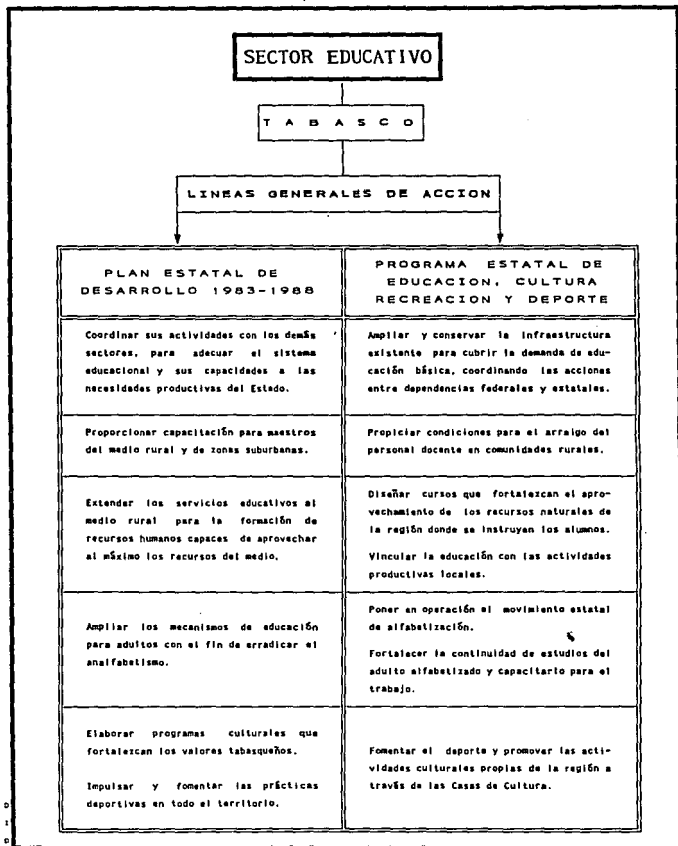 SECTOR EDUCATIVO
TABASCO
LINEAS GENERALES DE ACCION
PLAN ESTATAL DE
DESARROLLO 1983-1988
PROGRAMA ESTATAL DE
EDUCACION, CULTURA
RECREACION Y DEPORTE
Coordinar sus actividades con los demás
sectores, para adecuar el sistema
educacional y sus capacidades a las
necesidades productivas del Estado.
Ampliar y conservar la infraestructura
existente para cubrir la demanda de edu-
cación básica, coordinando las acciones
entre dependencias federales y estatales.
Proporcionar capacitación para maestros
del medio rural y de zonas suburbanas.
Propiciar condiciones para el arraigo del
personal docente en comunidades rurales.
Extender los servicios educativos al
medio rural para la formación de
recursos humanos capaces de aprovechar
al máximo los recursos del medio.
Diseñar cursos que fortalezcan el apro-
vechamiento de los recursos naturales de
la región donde se instruyan los alumnos.
Vincular la educación con las actividades
productivas locales.
Ampliar los mecanismos de educación
para adultos con el fin de erradicar el
analfabetismo.
Poner en operación el movimiento estatal
de alfabetización.
Fortalecer la continuidad de estudios del
adulto alfabetizado y capacitarlo para el
trabajo.
Elaborar programas culturales que
fortalezcan los valores tabasqueños.
Impulsar y fomentar las prácticas
deportivas en todo el territorio.
Fomentar el deporte y promover las acti-
vidades culturales propias de la región a
través de las Casas de Cultura.